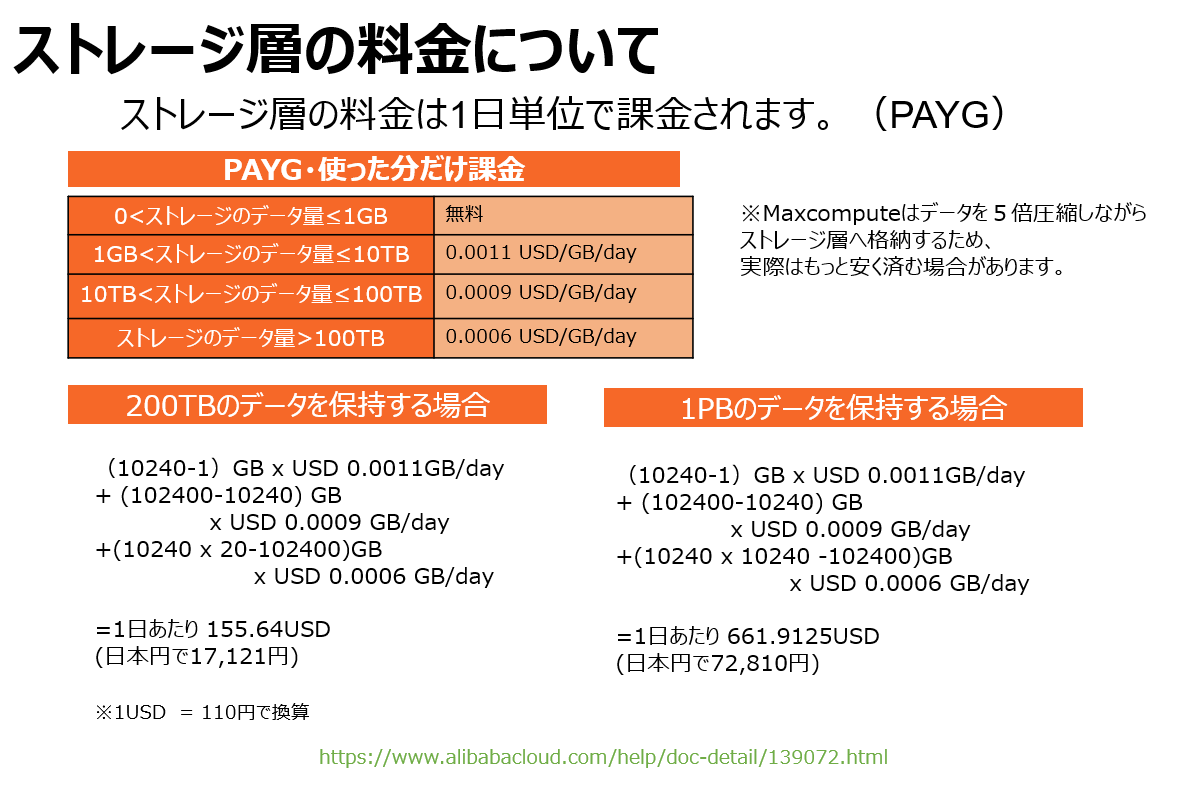 ストレージ層の料金について
ストレージ層の料金は1日単位で課金されます。（PAYG）
PAYG・使った分だけ課金
0<ストレージのデータ量≤1GB 無料
1GB<ストレージのデータ量≤10TB 0.0011 USD/GB/day
10TB<ストレージのデータ量≤100TB 0.0009 USD/GB/day
ストレージのデータ量>100TB 0.0006 USD/GB/day
※Maxcomputeはデータを５倍圧縮しながら
ストレージ層へ格納するため、
実際はもっと安く済む場合があります。
200TBのデータを保持する場合
（10240-1）GB x USD 0.0011GB/day
+ (102400-10240) GB
x USD 0.0009 GB/day
+(10240 x 20-102400)GB
x USD 0.0006 GB/day
=1日あたり 155.64USD
(日本円で17,121円)
※1USD = 110円で換算
1PBのデータを保持する場合
（10240-1）GB x USD 0.0011GB/day
+ (102400-10240) GB
x USD 0.0009 GB/day
+(10240 x 10240 -102400)GB
x USD 0.0006 GB/day
=1日あたり 661.9125USD
(日本円で72,810円)
https://www.alibabacloud.com/help/doc-detail/139072.html